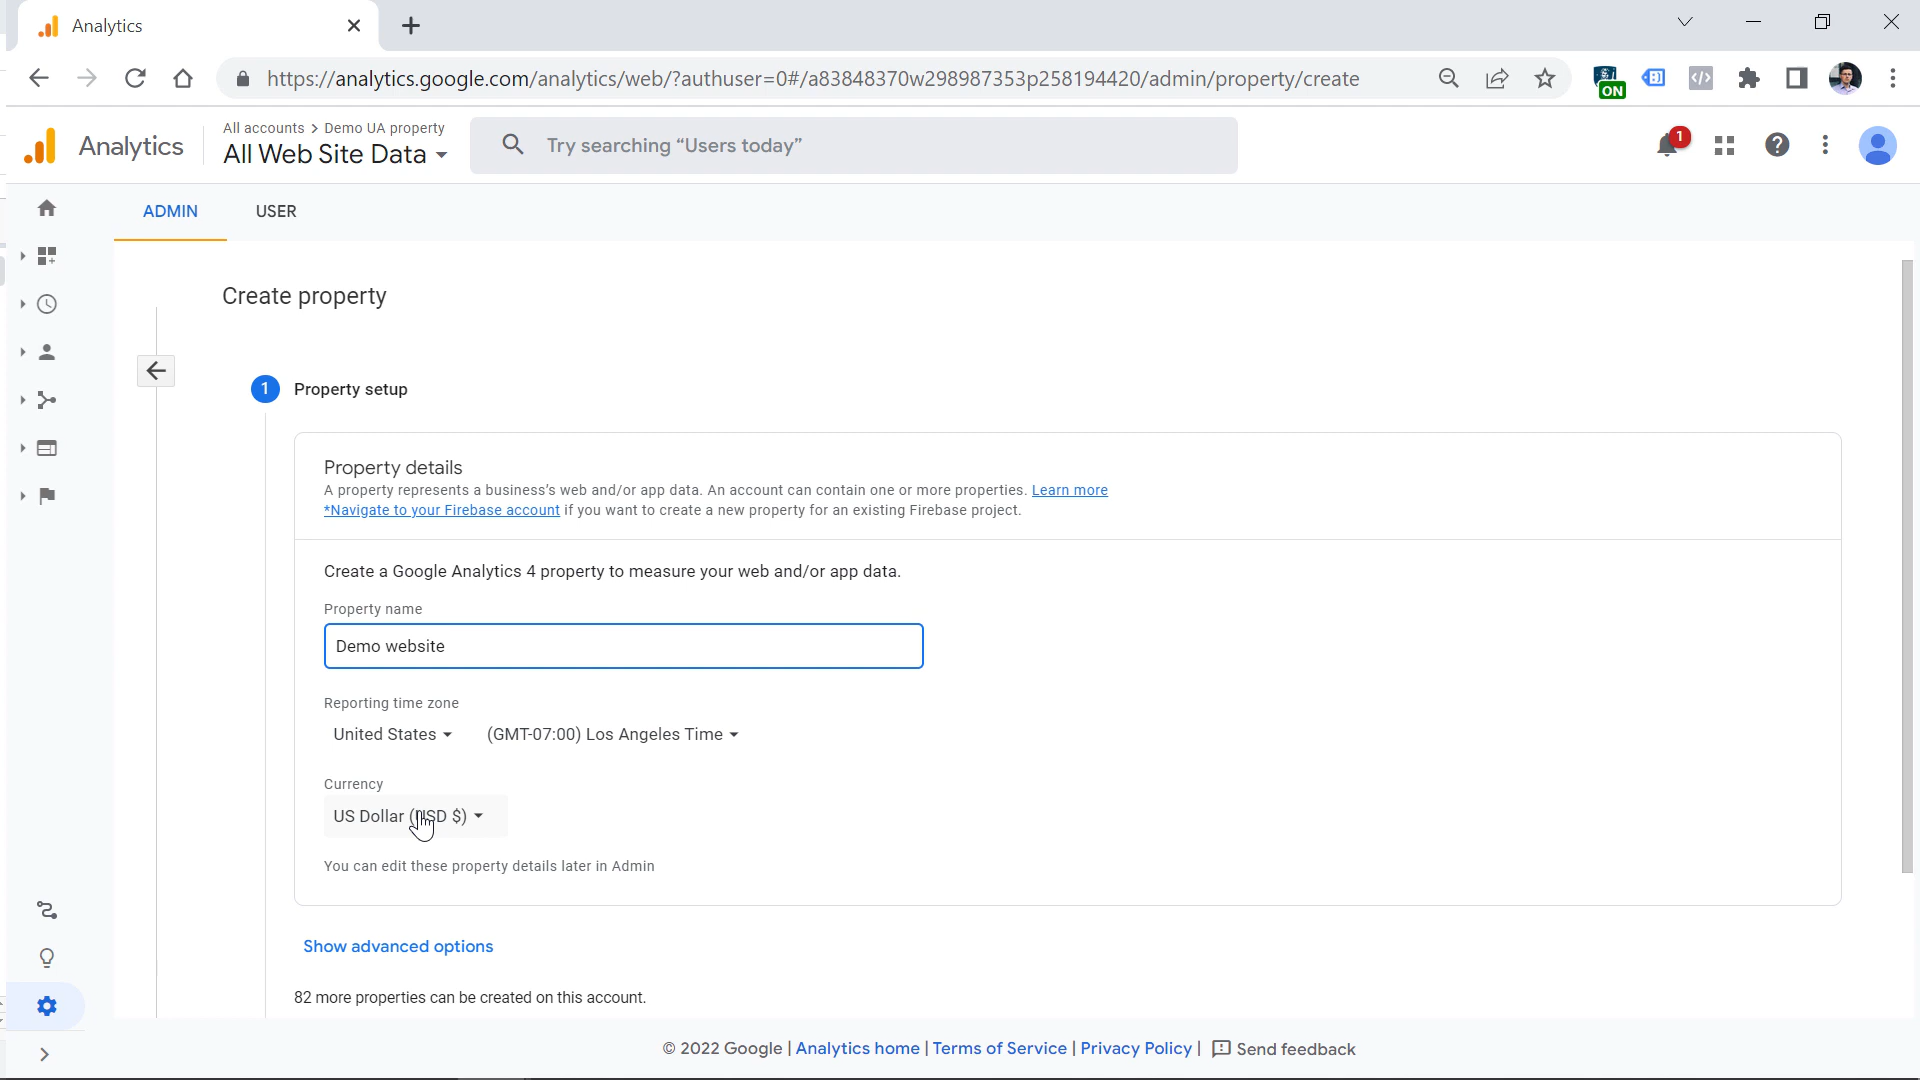 Analytics
https://analytics.google.com/analytics/web/?authuser=0#/a83848370w298987353p258194420/admin/property/create
ON
Analytics
All accounts > Demo UA property
All Web Site Data
Try searching “Users today”
1
ADMIN
USER
Create property
1
Property setup
Property details
A property represents a business's web and/or app data. An account can contain one or more properties. Learn more
*Navigate to your Firebase account if you want to create a new property for an existing Firebase project.
Create a Google Analytics 4 property to measure your web and/or app data.
Property name
Demo website
Reporting time zone
United States
(GMT-07:00) Los Angeles Time
Currency
US Dollar (USD $)
You can edit these property details later in Admin
Show advanced options
82 more properties can be created on this account.
© 2022 Google | Analytics home | Terms of Service | Privacy Policy | Send feedback